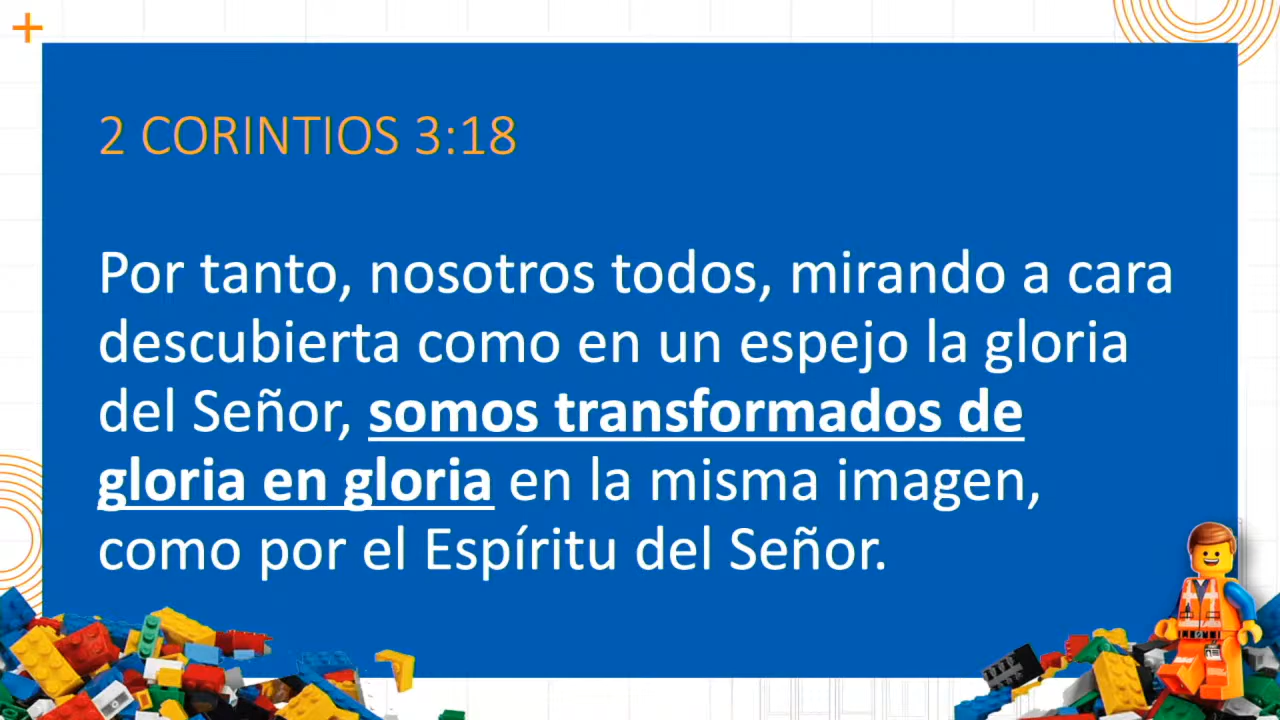 2 CORINTIOS 3:18
Por tanto, nosotros todos, mirando a cara
descubierta como en un espejo la gloria
del Señor, somos transformados de
gloria en gloria en la misma imagen,
como por el Espíritu del Señor.